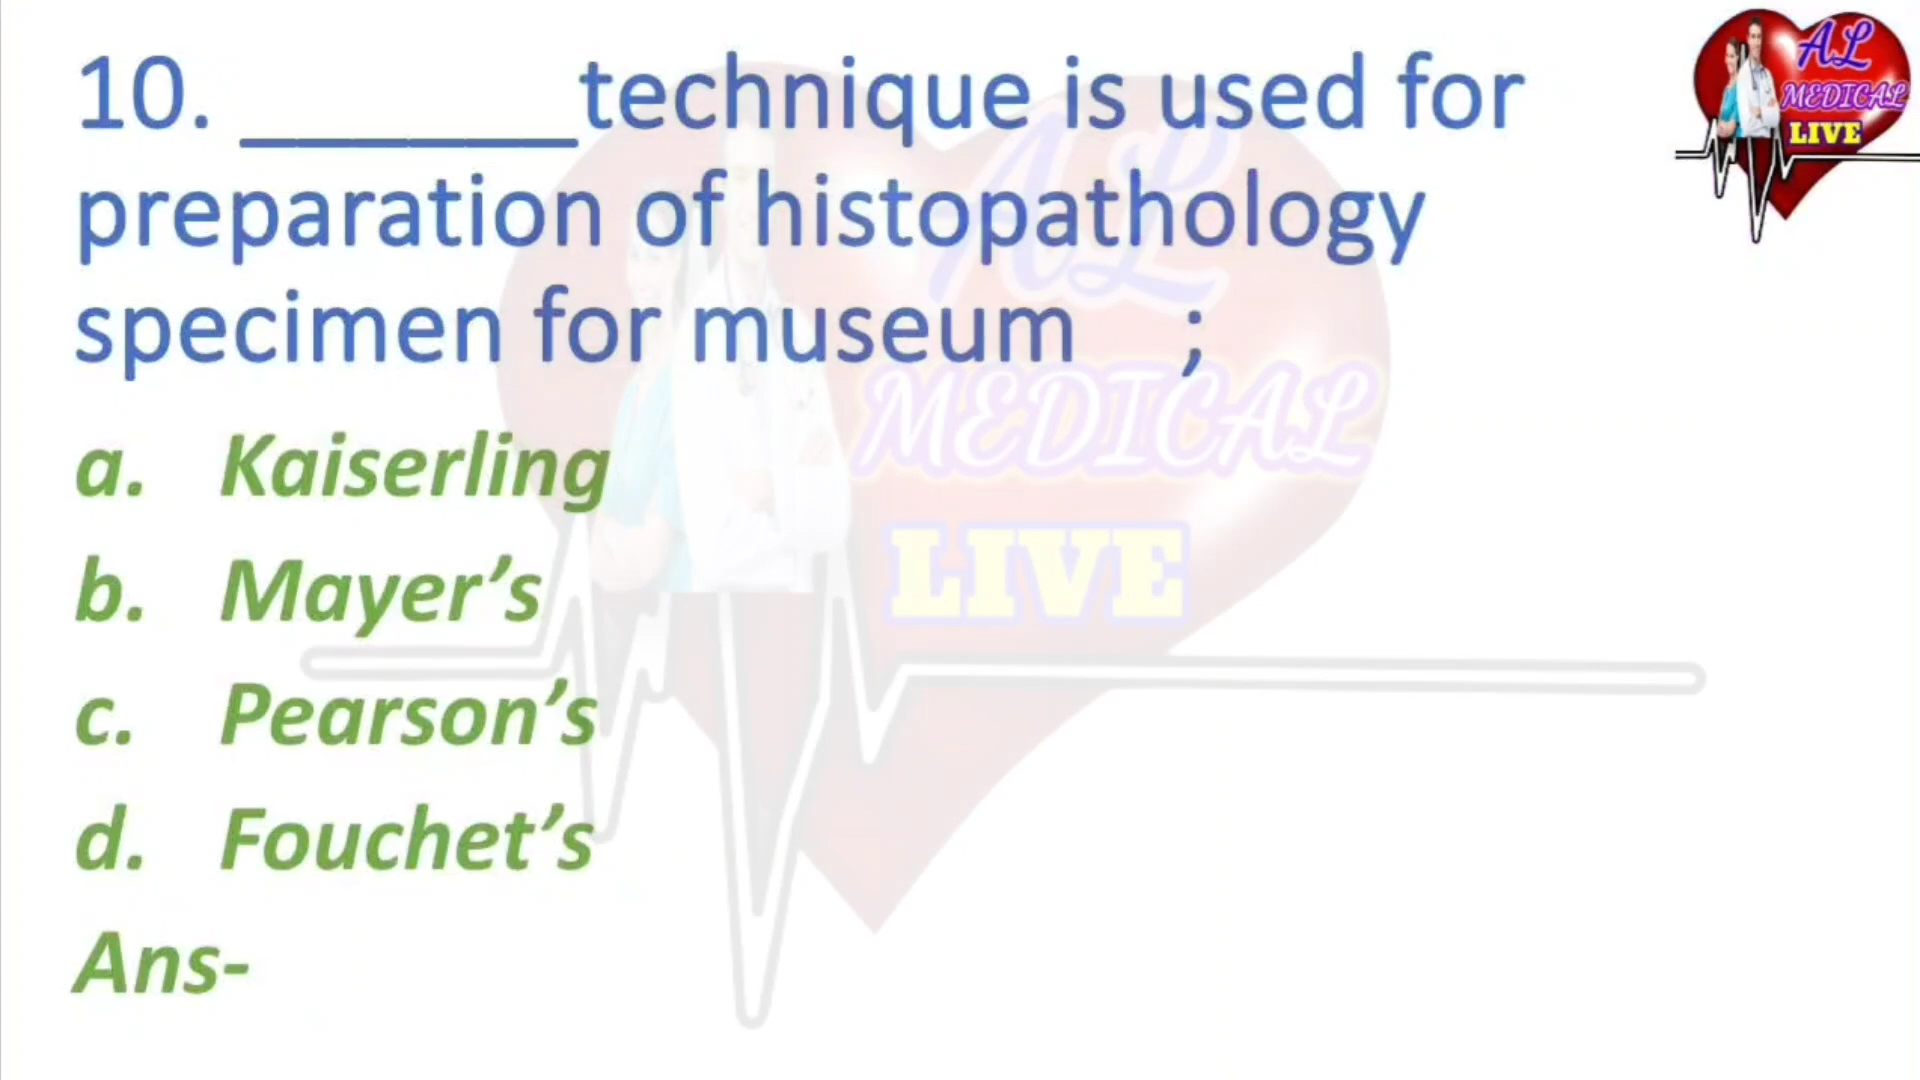 10. ______technique is used for
preparation of histopathology
specimen for museum ;
a. Kaiserling
b. Mayer’s
c. Pearson’s
d. Fouchet’s
Ans-
AL
MEDICAL
LIVE
AL
MEDICAL
LIVE